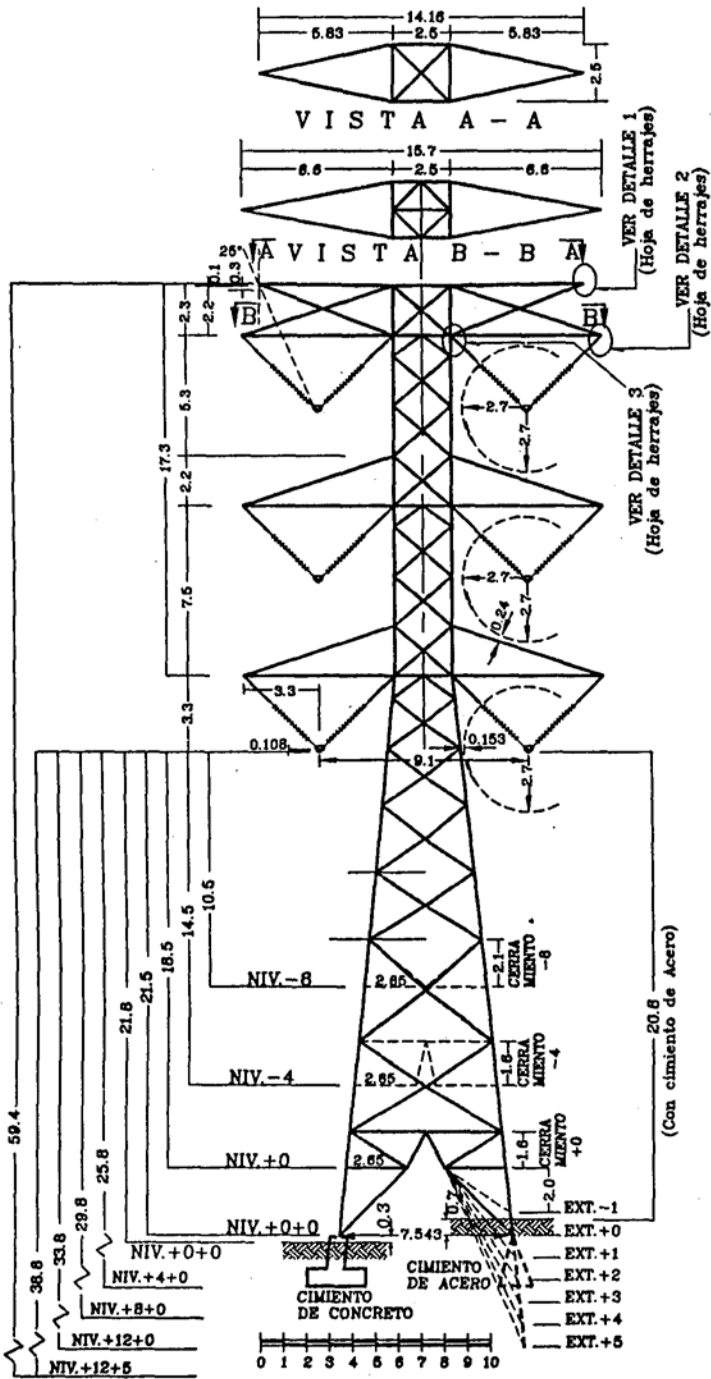 14.16
5.83 2.5 5.83
2.5
VISTA A-A
15.7
6.6 2.5 6.6
VISTA B-B
VER DETALLE 1
(Hoja de herrajes)
VER DETALLE 2
(Hoja de herrajes)
25°
A
A
0.1
0.3
2.3
2.2
B
B
5.3
2.7
2.7
17.3
VER DETALLE 3
(Hoja de herrajes)
2.2
7.5
2.7
2.7
0.24
3.3
3.3
0.108
0.153
9.1
2.7
10.5
14.5
18.5
21.5
21.8
25.8
29.8
33.8
38.8
59.4
20.8
(Con cimiento de Acero)
NIV.-8
2.65
2.1
CERRA
MIENTO
-8
NIV.-4
2.65
1.6
CERRA
MIENTO
-4
NIV.+0
2.65
1.6
CERRA
MIENTO
+0
2.0
0.3
0.7
EXT.-1
NIV.+0+0
7.543
EXT.+0
NIV.+0+0
EXT.+1
NIV.+4+0
EXT.+2
CIMIENTO
DE ACERO
EXT.+3
CIMIENTO
DE CONCRETO
NIV.+8+0
EXT.+4
NIV.+12+0
EXT.+5
NIV.+12+5
0 1 2 3 4 5 6 7 8 9 10